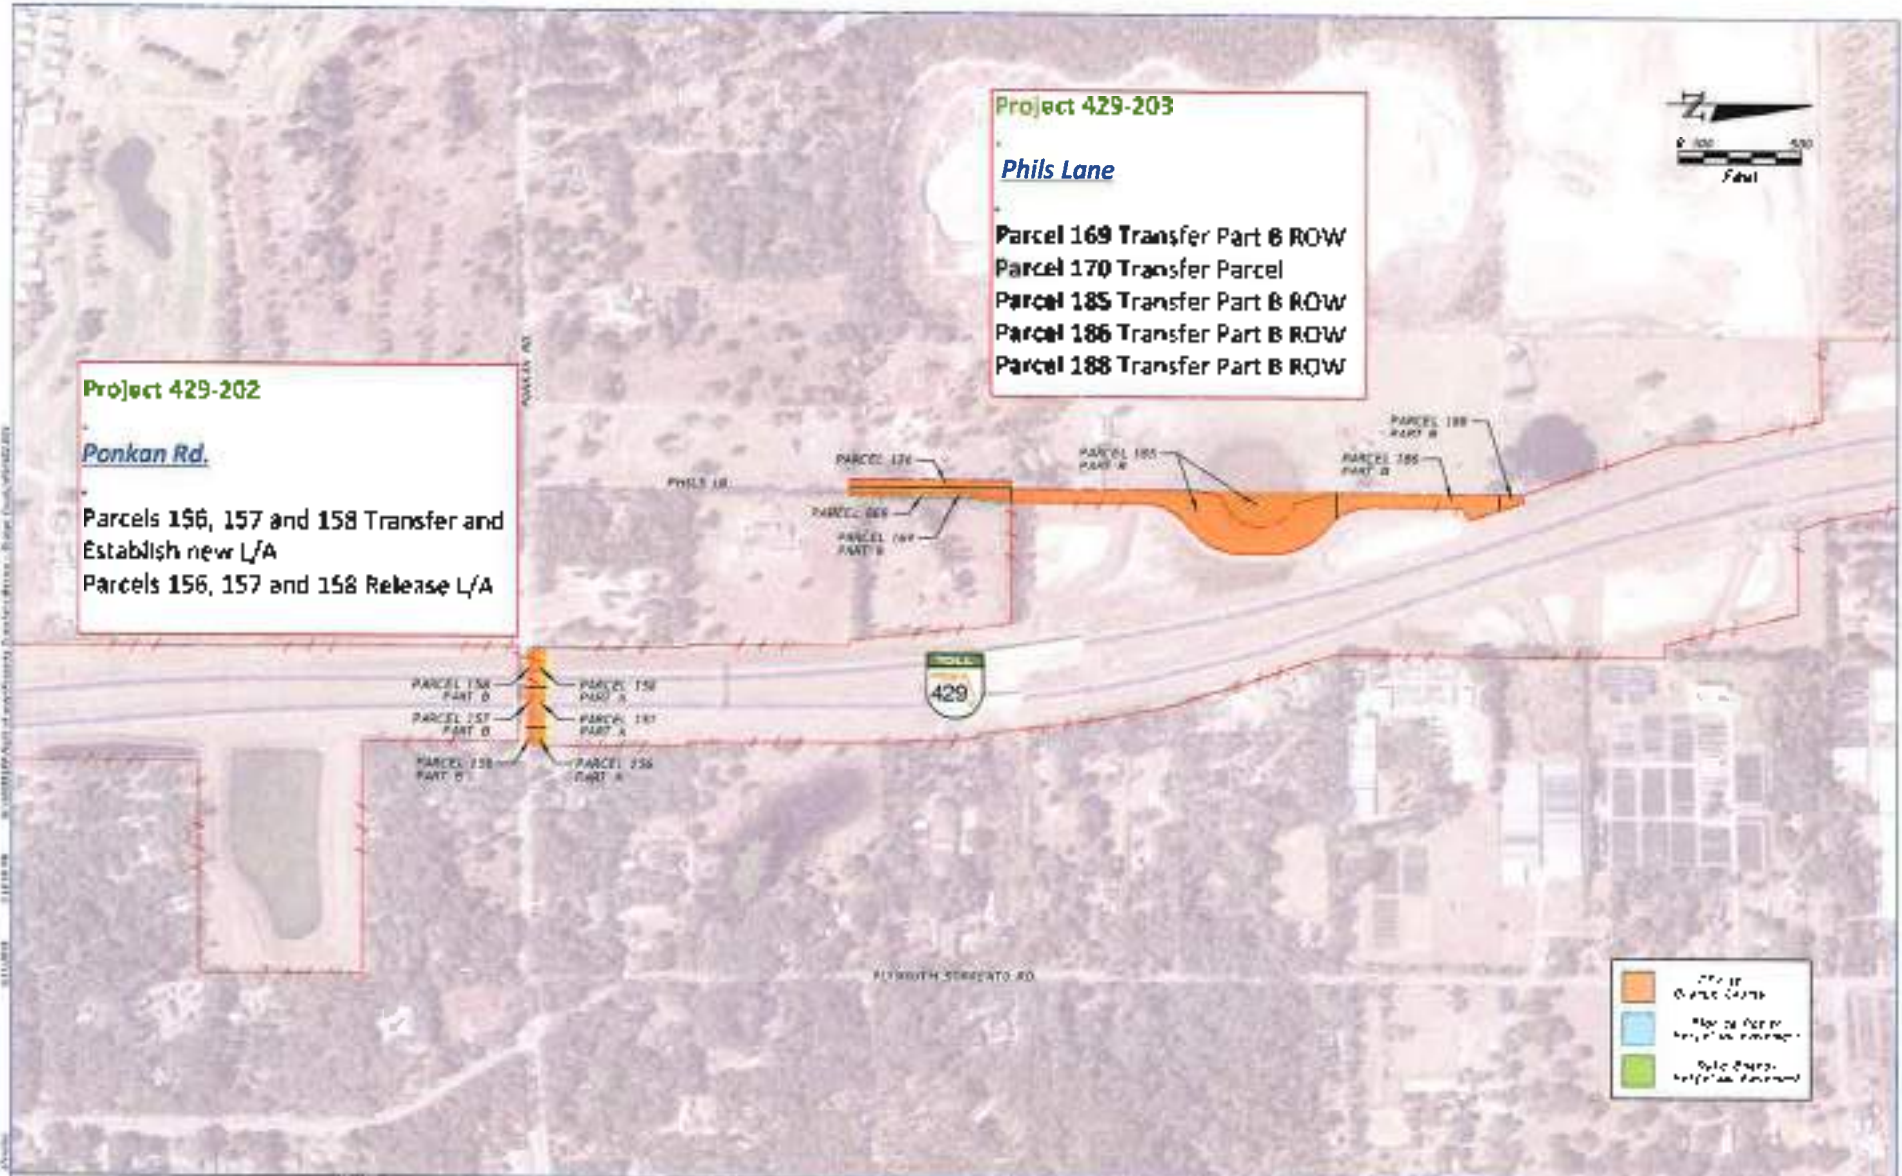 Project 429-203
Phils Lane
Parcel 169 Transfer Part B ROW
Parcel 170 Transfer Parcel
Parcel 185 Transfer Part B ROW
Parcel 186 Transfer Part B ROW
Parcel 188 Transfer Part B ROW
N
0 500
Feet
Project 429-202
Ponkan Rd.
Parcels 156, 157 and 158 Transfer and
Establish new L/A
Parcels 156, 157 and 158 Release L/A
PONKAN RD
PHILS LN
PARCEL
PARCEL
PARCEL 169
PART B
PARCEL 185
PART B
PARCEL 188
PART B
PARCEL 186
PART B
PARCEL 158
PART B
PARCEL 158
PART A
PARCEL 157
PART B
PARCEL 157
PART A
PARCEL
PART B
PARCEL 156
PART A
TOLL
429
PLYMOUTH SORRENTO RD